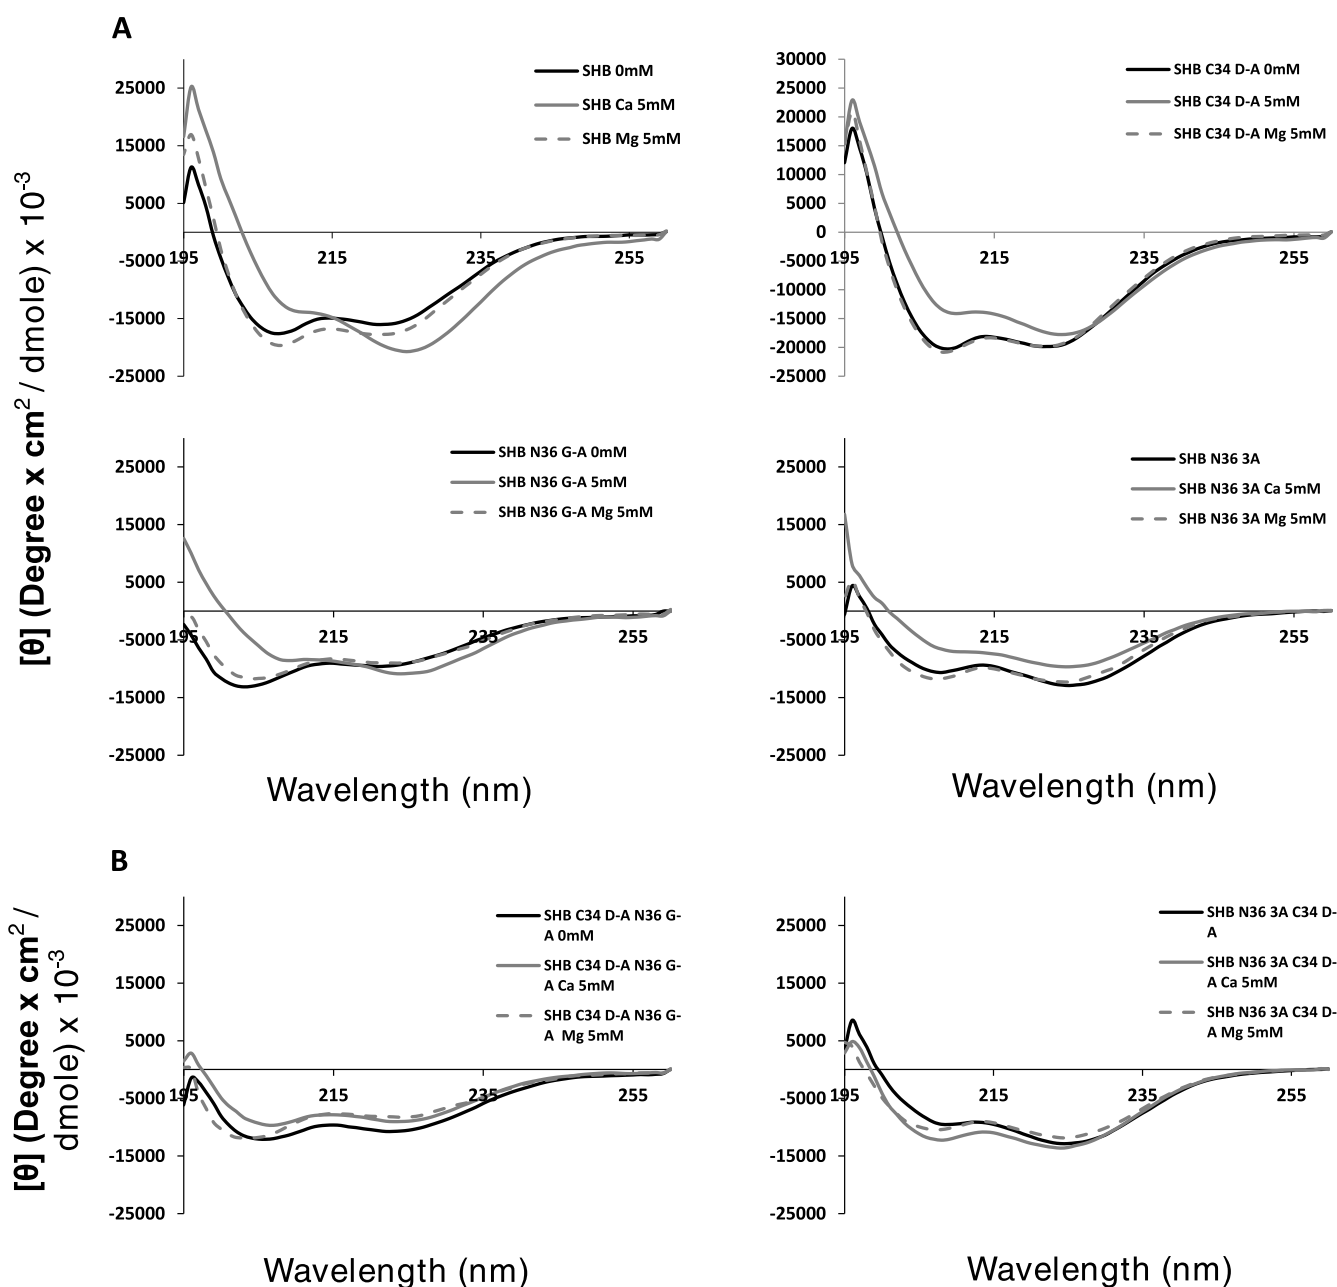 A
[θ] (Degree x cm2 / dmole) x 10-3
25000
15000
5000
-5000
-15000
-25000
195
215
235
255
SHB 0mM
SHB Ca 5mM
SHB Mg 5mM
30000
25000
20000
15000
10000
5000
0
-5000
-10000
-15000
-20000
-25000
195
215
235
255
SHB C34 D-A 0mM
SHB C34 D-A 5mM
SHB C34 D-A Mg 5mM
25000
15000
5000
-5000
-15000
-25000
195
215
235
255
SHB N36 G-A 0mM
SHB N36 G-A 5mM
SHB N36 G-A Mg 5mM
Wavelength (nm)
25000
15000
5000
-5000
-15000
-25000
195
215
235
255
SHB N36 3A
SHB N36 3A Ca 5mM
SHB N36 3A Mg 5mM
Wavelength (nm)
B
[θ] (Degree x cm2 /
dmole) x 10-3
25000
15000
5000
-5000
-15000
-25000
195
215
235
255
SHB C34 D-A N36 G-
A 0mM
SHB C34 D-A N36 G-
A Ca 5mM
SHB C34 D-A N36 G-
A Mg 5mM
Wavelength (nm)
25000
15000
5000
-5000
-15000
-25000
195
215
235
255
SHB N36 3A C34 D-
A
SHB N36 3A C34 D-
A Ca 5mM
SHB N36 3A C34 D-
A Mg 5mM
Wavelength (nm)